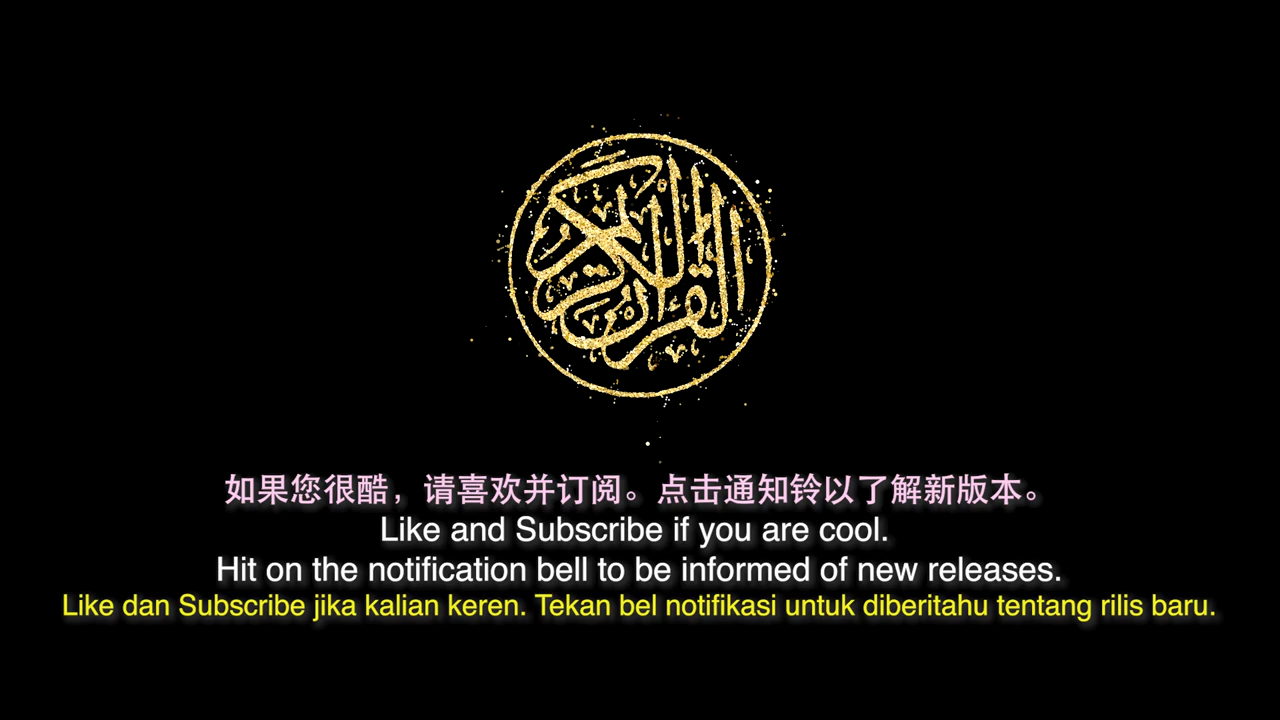 القرآن الكريم
如果您很酷，请喜欢并订阅。点击通知铃以了解新版本。
Like and Subscribe if you are cool.
Hit on the notification bell to be informed of new releases.
Like dan Subscribe jika kalian keren. Tekan bel notifikasi untuk diberitahu tentang rilis baru.